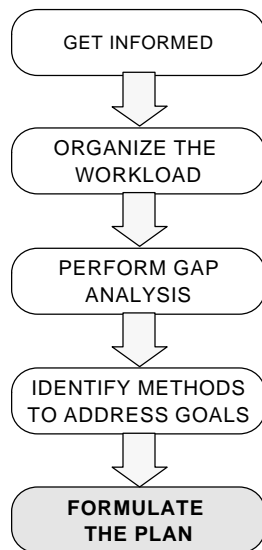 GET INFORMED
ORGANIZE THE
WORKLOAD
PERFORM GAP
ANALYSIS
IDENTIFY METHODS
TO ADDRESS GOALS
FORMULATE
THE PLAN